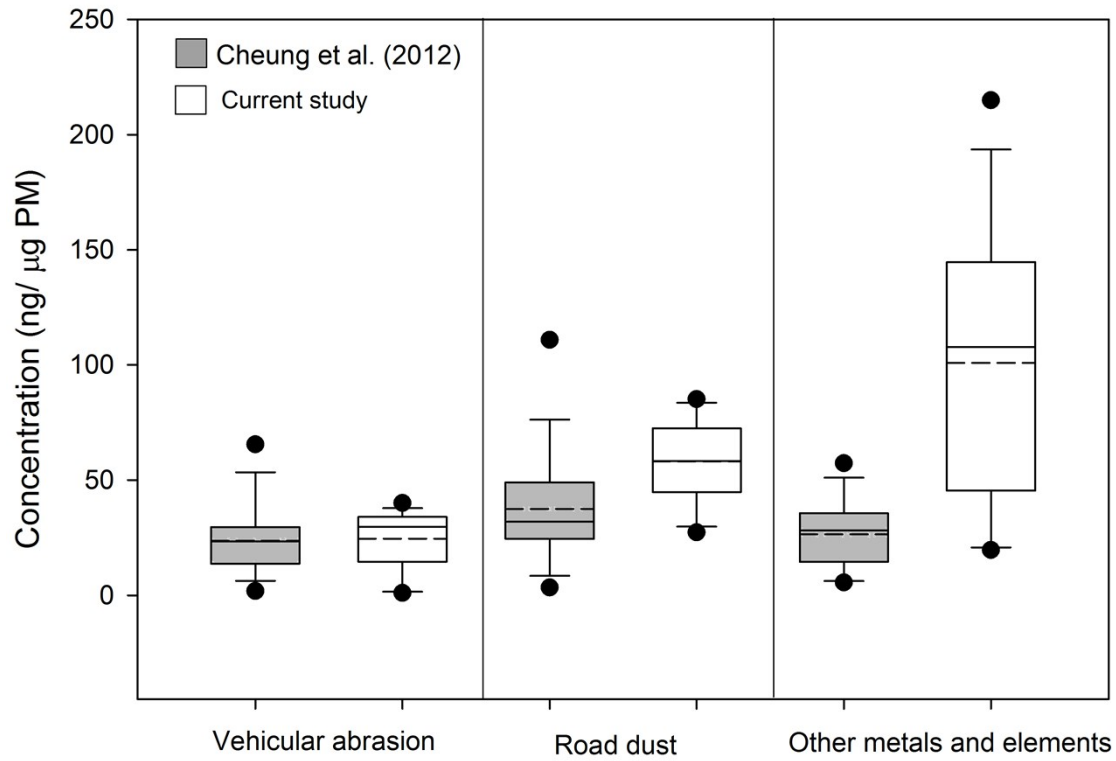 250
200
150
100
50
0
Concentration (ng/ μg PM)
Cheung et al. (2012)
Current study
Vehicular abrasion
Road dust
Other metals and elements